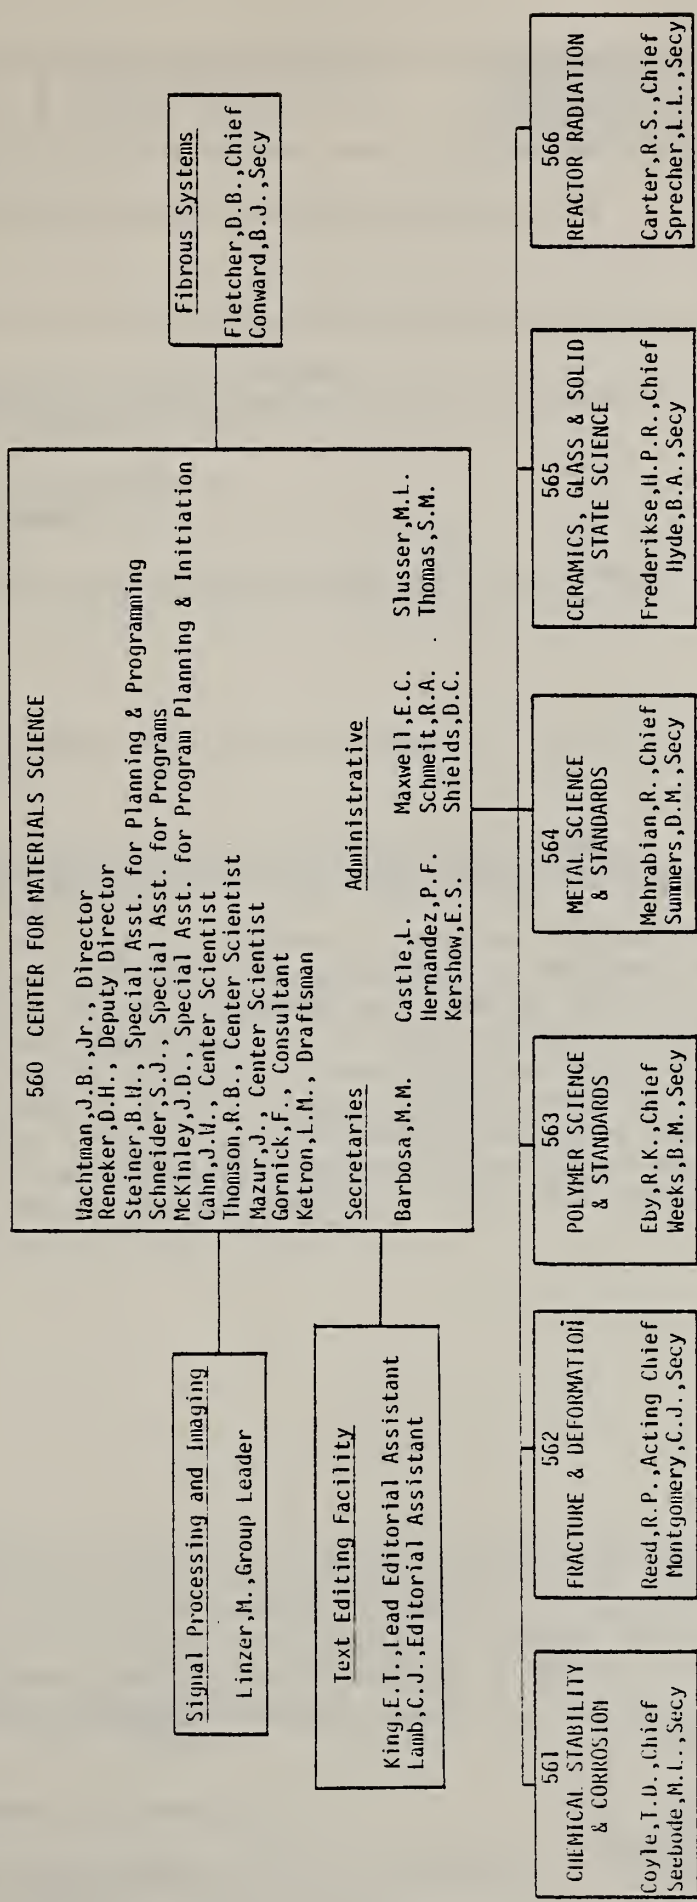 560 CENTER FOR MATERIALS SCIENCE
Wachtman,J.B.,Jr., Director
Reneker,D.H., Deputy Director
Steiner,B.W., Special Asst. for Planning & Programming
Schneider,S.J., Special Asst. for Programs
McKinley,J.D., Special Asst. for Program Planning & Initiation
Cahn,J.W., Center Scientist
Thomson,R.B., Center Scientist
Mazur,J., Center Scientist
Gornick,F., Consultant
Ketron,L.M., Draftsman
Secretaries Administrative
Barbosa,M.M. Castle,L. Maxwell,E.C. Slusser,M.L.
Hernandez,P.F. Schmeit,R.A. Thomas,S.M.
Kershow,E.S. Shields,D.C.
Signal Processing and Imaging
Linzer,M.,Group Leader
Text Editing Facility
King,E.T.,Lead Editorial Assistant
Lamb,C.J.,Editorial Assistant
Fibrous Systems
Fletcher,D.B.,Chief
Conward,B.J.,Secy
561
CHEMICAL STABILITY
& CORROSION
Coyle,T.D.,Chief
Seebode,M.L.,Secy
562
FRACTURE & DEFORMATION
Reed,R.P.,Acting Chief
Montgomery,C.J.,Secy
563
POLYMER SCIENCE
& STANDARDS
Eby,R.K.,Chief
Weeks,B.M.,Secy
564
METAL SCIENCE
& STANDARDS
Mehrabian,R.,Chief
Summers,D.M.,Secy
565
CERAMICS, GLASS & SOLID
STATE SCIENCE
Frederikse,H.P.R.,Chief
Hyde,B.A.,Secy
566
REACTOR RADIATION
Carter,R.S.,Chief
Sprecher,L.L.,Secy